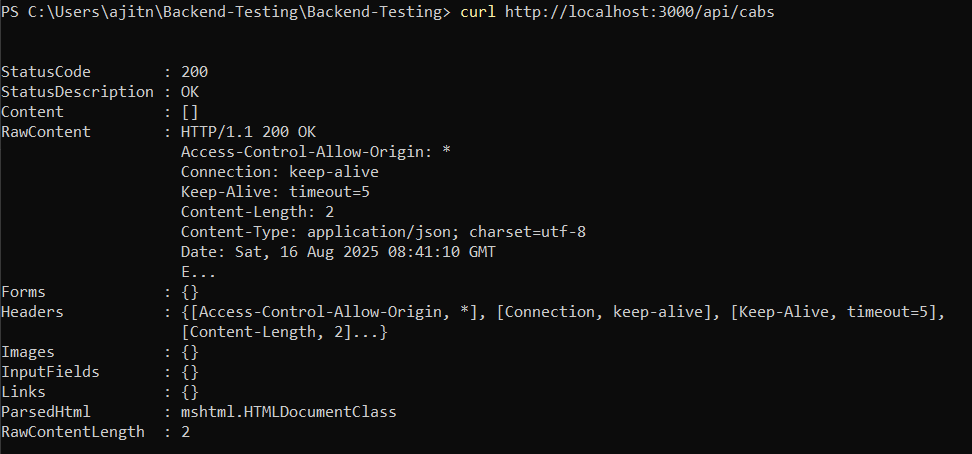 PS C:\Users\ajitn\Backend-Testing\Backend-Testing> curl http://localhost:3000/api/cabs
StatusCode        : 200
StatusDescription : OK
Content           : []
RawContent        : HTTP/1.1 200 OK
                    Access-Control-Allow-Origin: *
                    Connection: keep-alive
                    Keep-Alive: timeout=5
                    Content-Length: 2
                    Content-Type: application/json; charset=utf-8
                    Date: Sat, 16 Aug 2025 08:41:10 GMT
                    E...
Forms             : {}
Headers           : {[Access-Control-Allow-Origin, *], [Connection, keep-alive], [Keep-Alive, timeout=5],
                    [Content-Length, 2]...}
Images            : {}
InputFields       : {}
Links             : {}
ParsedHtml        : mshtml.HTMLDocumentClass
RawContentLength  : 2